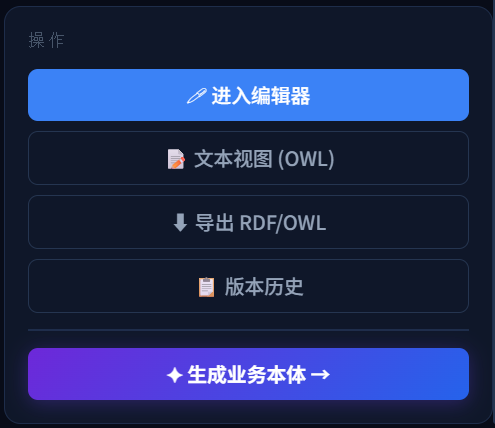 操作
进入编辑器
文本视图 (OWL)
导出 RDF/OWL
版本历史
生成业务本体 →